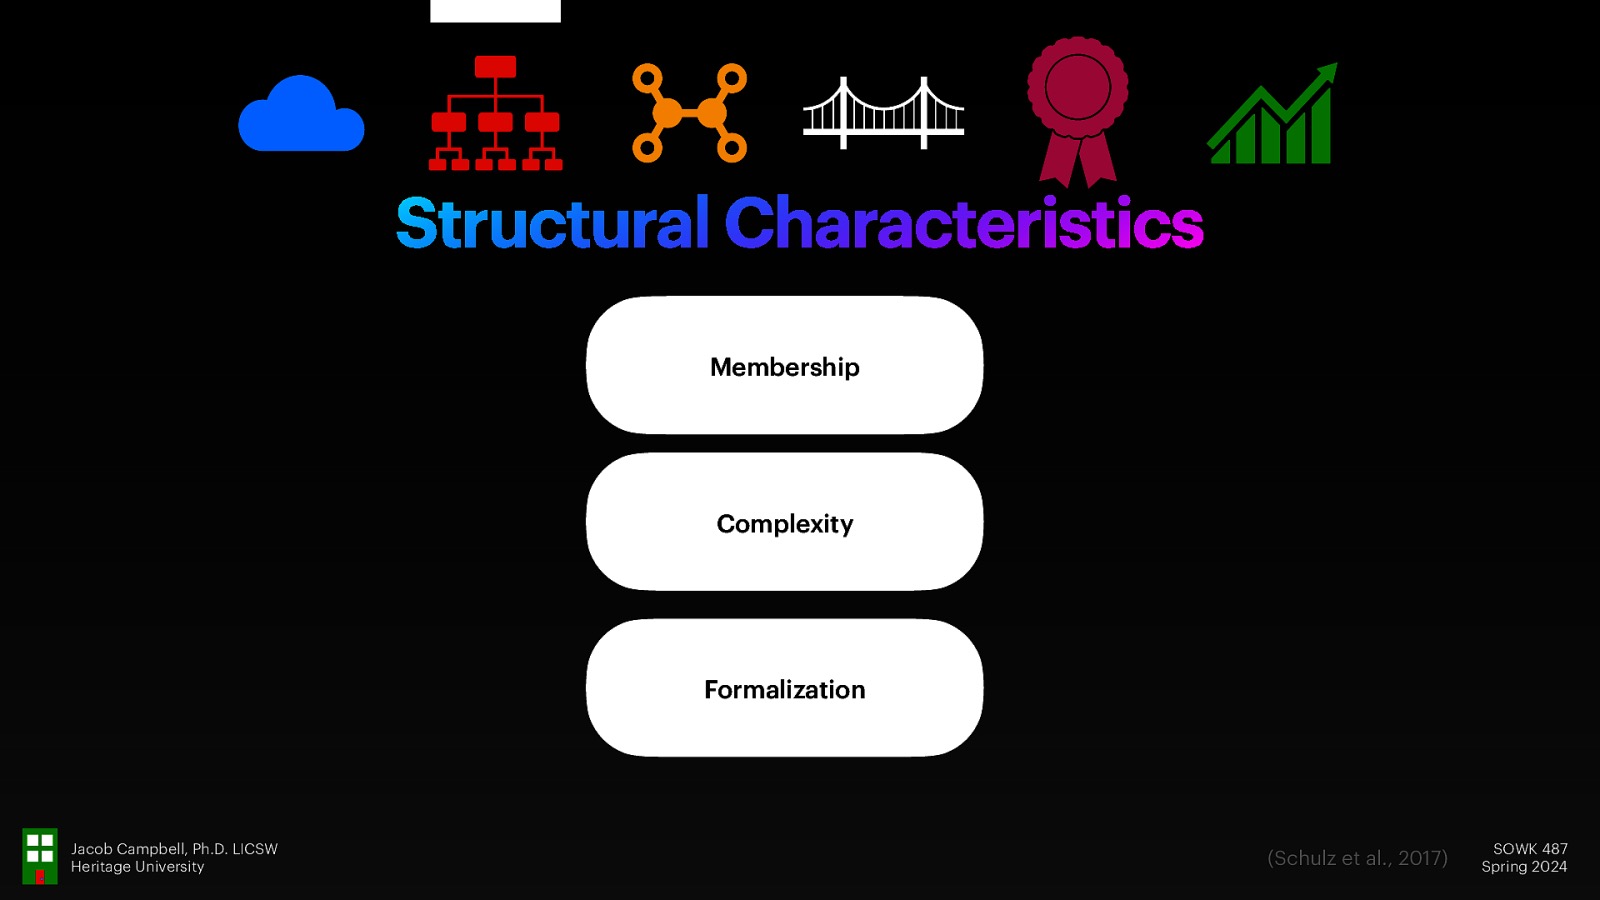 Structural Characteristics
Membership
Complexity
Formalization
Jacob Campbell, Ph.D. LICSW
Heritage University
(Schulz et al., 2017)
SOWK 487
Spring 2024